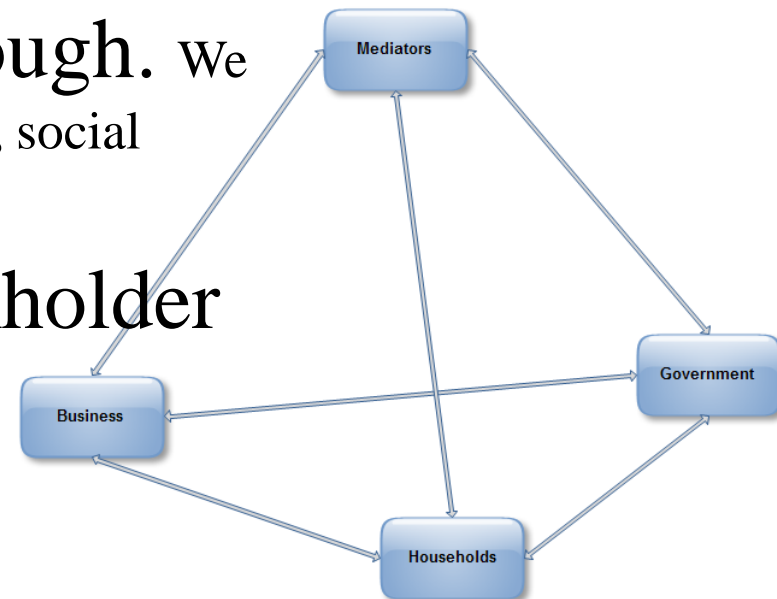 ough. We
, social
holder
Mediators
Government
Business
Households